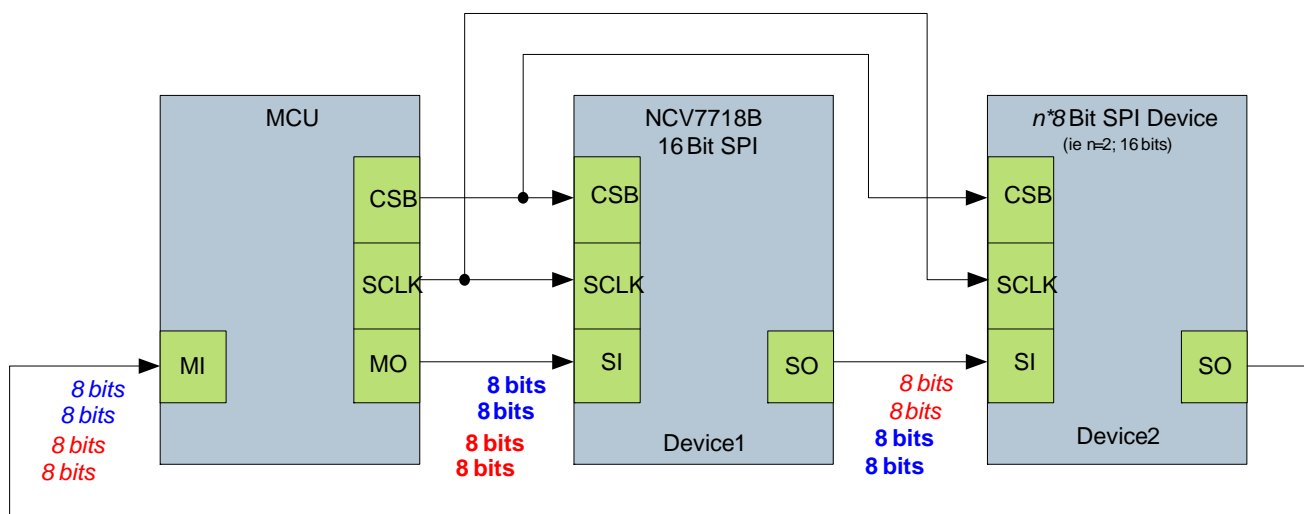 MCU
CSB
SCLK
MO
MI
8 bits
8 bits
8 bits
8 bits
8 bits
8 bits
8 bits
8 bits
NCV7718B
16 Bit SPI
CSB
SCLK
SI
SO
Device1
8 bits
8 bits
8 bits
8 bits
n*8 Bit SPI Device
(ie n=2; 16 bits)
CSB
SCLK
SI
SO
Device2